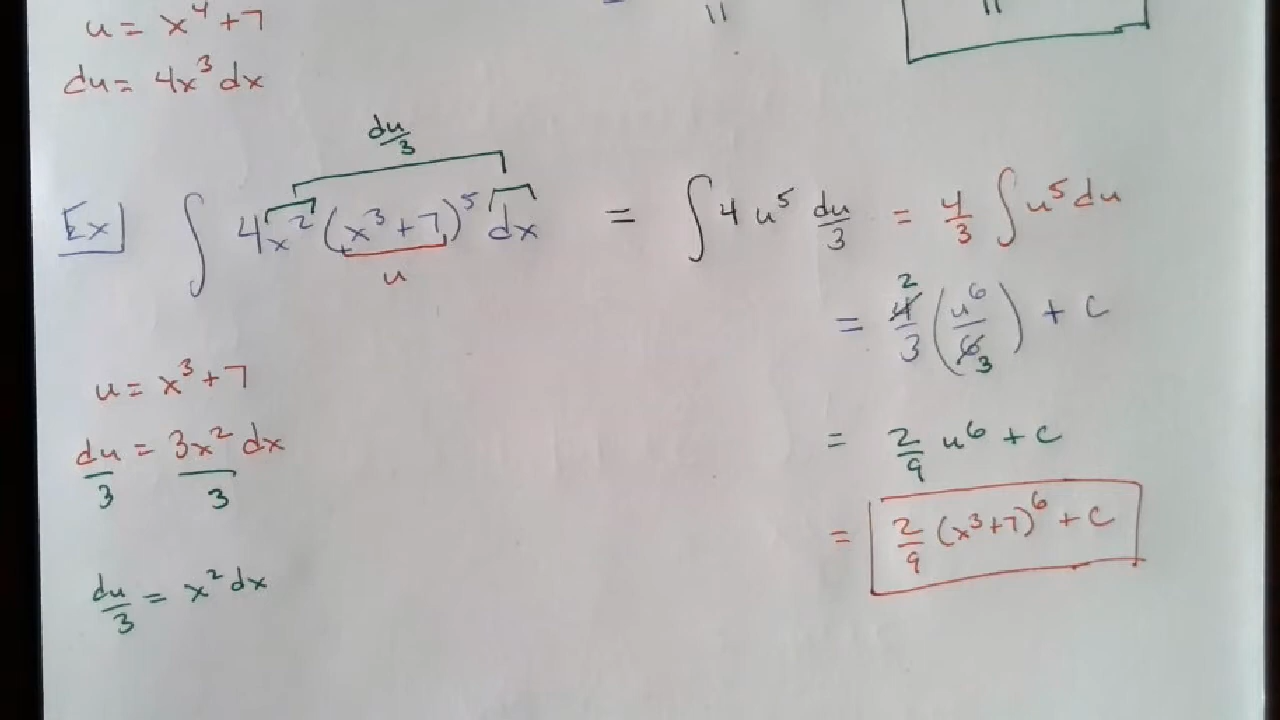 u = x⁴ + 7
11
11
du = 4x³ dx
du/3
Ex ∫ 4x² (x³ + 7)⁵ dx = ∫ 4 u⁵ du/3 = 4/3 ∫ u⁵ du
u
2
= 4/3 (u⁶/6) + C
3
u = x³ + 7
du/3 = 3x² dx/3
= 2/9 u⁶ + C
= 2/9 (x³ + 7)⁶ + C
du/3 = x² dx